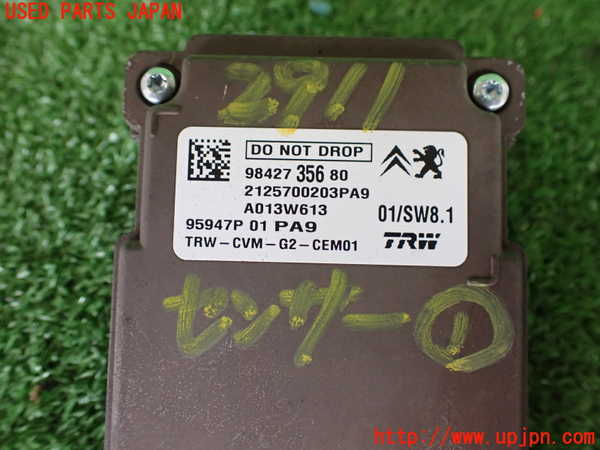 USED PARTS JAPAN
2911
DO NOT DROP
98427 356 80
2125700203PA9
A013W613
95947P 01 PA9
01/SW8.1
TRW-CVM-G2-CEM01
TRW
センサー①
http://www.upjpn.com/